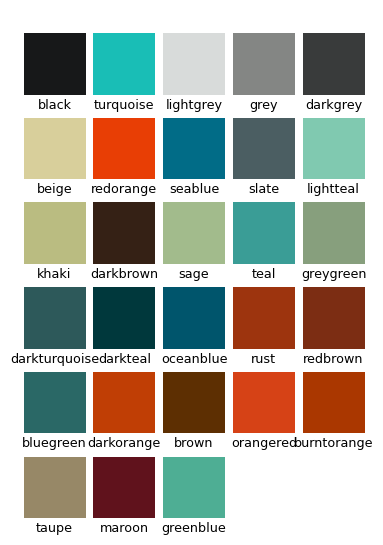 black turquoise lightgrey grey darkgrey
beige redorange seablue slate lightteal
khaki darkbrown sage teal greygreen
darkturquoise darkteal oceanblue rust redbrown
bluegreen darkorange brown orangered burntorange
taupe maroon greenblue